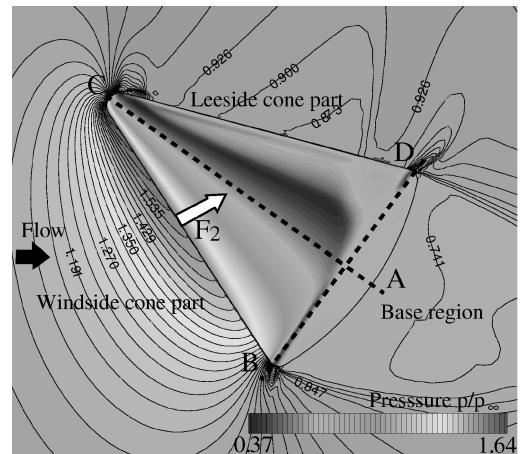 0.926
C
0.900
0.926
Leeside cone part
0.873
D
1.535
Flow
1.429
F2
1.350
0.741
1.270
1.191
A
Windside cone part
Base region
B
0.847
Presssure p/p∞
0.37
1.64